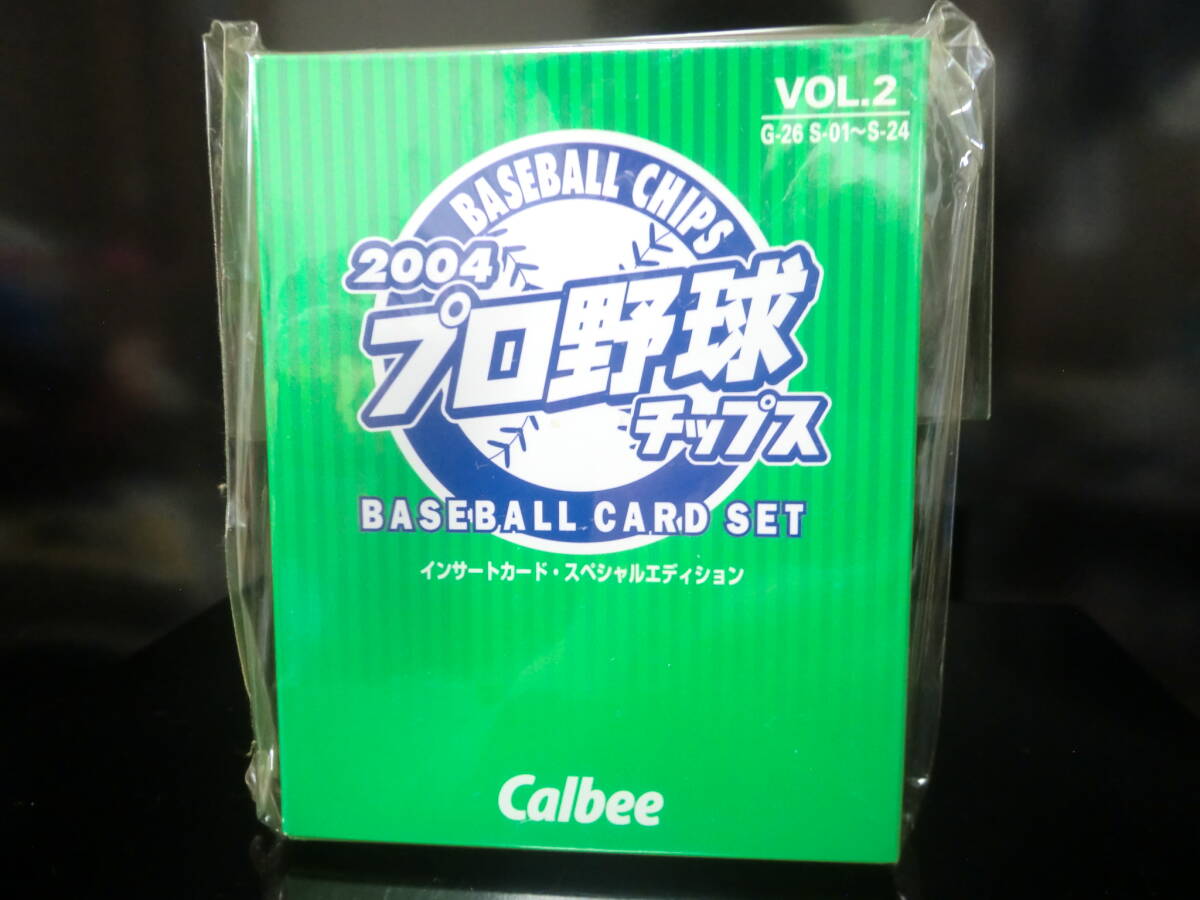 VOL.2
G-26 S-01~S-24
BASEBALL CHIPS
2004
プロ野球
チップス
BASEBALL CARD SET
インサートカード・スペシャルエディション
Calbee